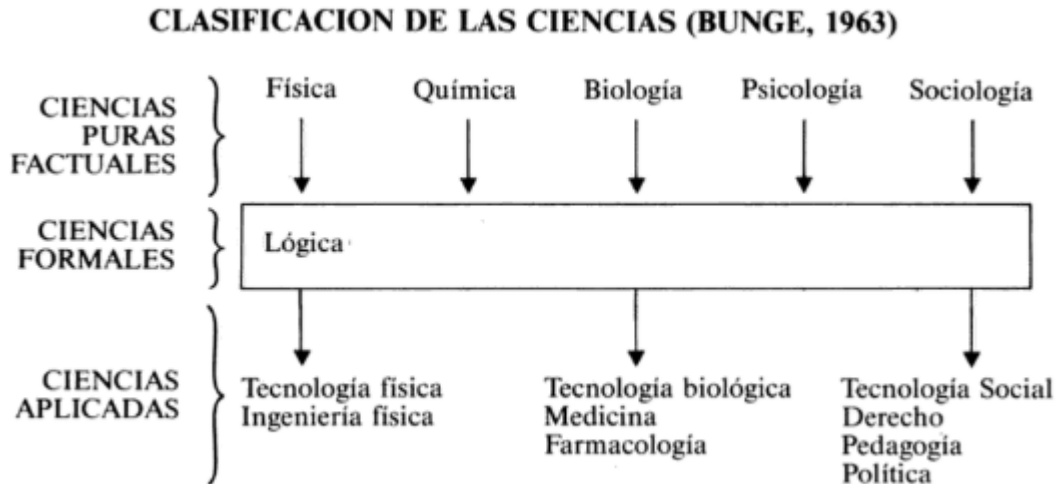 CLASIFICACION DE LAS CIENCIAS (BUNGE, 1963)
CIENCIAS
PURAS
FACTUALES
Física
Química
Biología
Psicología
Sociología
CIENCIAS
FORMALES
Lógica
CIENCIAS
APLICADAS
Tecnología física
Ingeniería física
Tecnología biológica
Medicina
Farmacología
Tecnología Social
Derecho
Pedagogía
Política